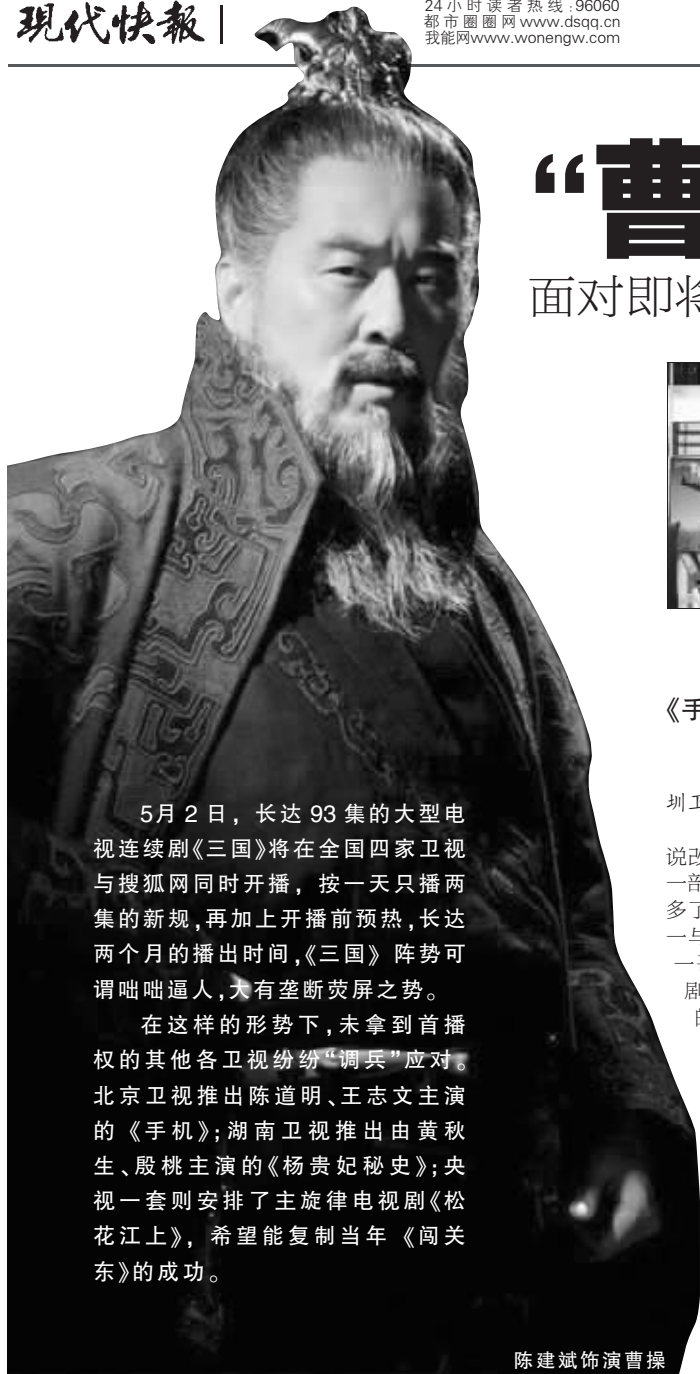 現代快報
24小时读者热线:96060
都市圈圈网www.dsqq.cn
我能网www.wonengw.com
“曹
面对即将
《手
圳卫
说改
一部
多了
一与
一
剧
的
5月2日，长达93集的大型电
视连续剧《三国》将在全国四家卫视
与搜狐网同时开播，按一天只播两
集的新规,再加上开播前预热,长达
两个月的播出时间,《三国》阵势可
谓咄咄逼人,大有垄断荧屏之势。
在这样的形势下,未拿到首播
权的其他各卫视纷纷“调兵”应对。
北京卫视推出陈道明、王志文主演
的《手机》;湖南卫视推出由黄秋
生、殷桃主演的《杨贵妃秘史》;央
视一套则安排了主旋律电视剧《松
花江上》，希望能复制当年《闯关
东》的成功。
陈建斌饰演曹操